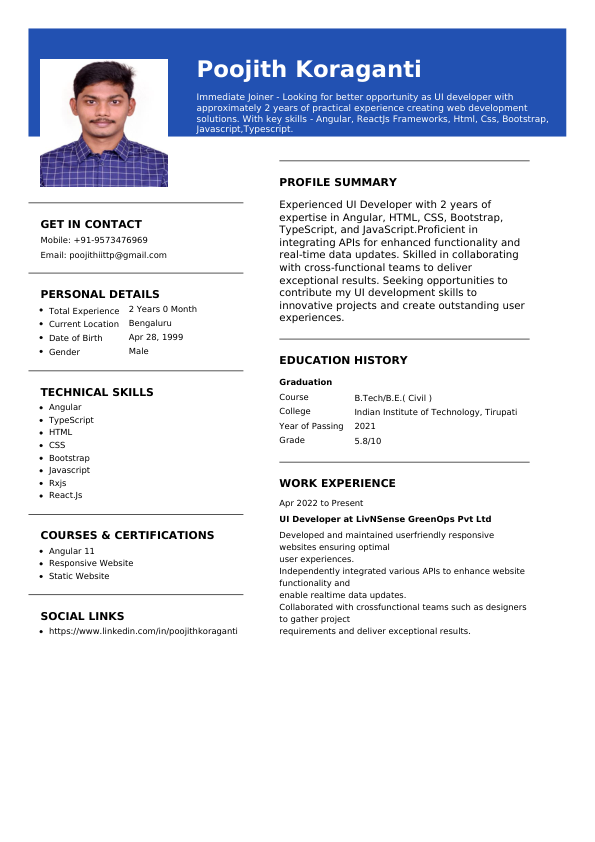 Poojith Koraganti
Immediate Joiner - Looking for better opportunity as UI developer with
approximately 2 years of practical experience creating web development
solutions. With key skills - Angular, ReactJs Frameworks, Html, Css, Bootstrap,
Javascript,Typescript.
GET IN CONTACT
Mobile: +91-9573476969
Email: poojithiittp@gmail.com
PERSONAL DETAILS
• Total Experience 2 Years 0 Month
• Current Location Bengaluru
• Date of Birth Apr 28, 1999
• Gender Male
TECHNICAL SKILLS
• Angular
• TypeScript
• HTML
• CSS
• Bootstrap
• Javascript
• Rxjs
• React.Js
COURSES & CERTIFICATIONS
• Angular 11
• Responsive Website
• Static Website
SOCIAL LINKS
• https://www.linkedin.com/in/poojithkoraganti
PROFILE SUMMARY
Experienced UI Developer with 2 years of
expertise in Angular, HTML, CSS, Bootstrap,
TypeScript, and JavaScript.Proficient in
integrating APIs for enhanced functionality and
real-time data updates. Skilled in collaborating
with cross-functional teams to deliver
exceptional results. Seeking opportunities to
contribute my UI development skills to
innovative projects and create outstanding user
experiences.
EDUCATION HISTORY
Graduation
Course B.Tech/B.E.( Civil )
College Indian Institute of Technology, Tirupati
Year of Passing 2021
Grade 5.8/10
WORK EXPERIENCE
Apr 2022 to Present
UI Developer at LivNSense GreenOps Pvt Ltd
Developed and maintained userfriendly responsive
websites ensuring optimal
user experiences.
Independently integrated various APIs to enhance website
functionality and
enable realtime data updates.
Collaborated with crossfunctional teams such as designers
to gather project
requirements and deliver exceptional results.